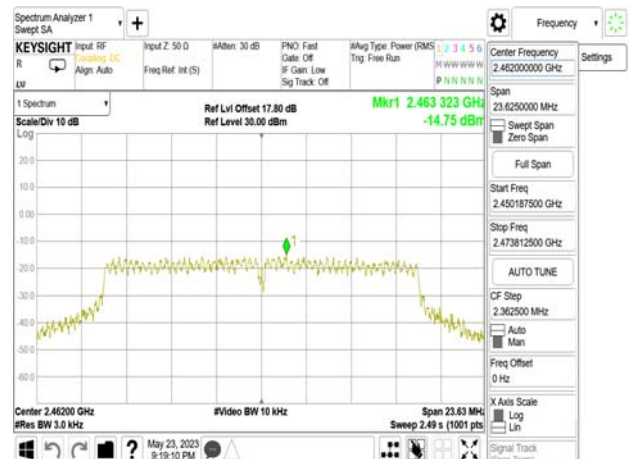 Spectrum Analyzer 1
Swept SA
Frequency
KEYSIGHT
Input: RF
Coupling: DC
Align: Auto
Input Z: 50 Ω
Freq Ref: Int (S)
#Atten: 30 dB
PNO: Fast
Gate: Off
IF Gain: Low
Sig Track: Off
#Avg Type: Power (RMS
Trig: Free Run
1 2 3 4 5 6
M W W W W W
P N N N N N
R
Center Frequency
2.462000000 GHz
Settings
Span
23.6250000 MHz
Swept Span
Zero Span
Full Span
Start Freq
2.450187500 GHz
Stop Freq
2.473812500 GHz
AUTO TUNE
CF Step
2.362500 MHz
Auto
Man
Freq Offset
0 Hz
X Axis Scale
Log
Lin
Signal Track
1 Spectrum
Scale/Div 10 dB
Log
Ref Lvl Offset 17.80 dB
Ref Level 30.00 dBm
Mkr1 2.463 323 GHz
-14.75 dBm
20.0
10.0
0.00
-10.0
-20.0
-30.0
-40.0
-50.0
-60.0
1
Center 2.46200 GHz
#Res BW 3.0 kHz
#Video BW 10 kHz
Span 23.63 MHz
Sweep 2.49 s (1001 pts
May 23, 2023
9:19:10 PM